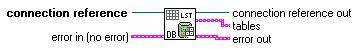 connection reference
LST
connection reference out
tables
error in (no error)
DB
error out